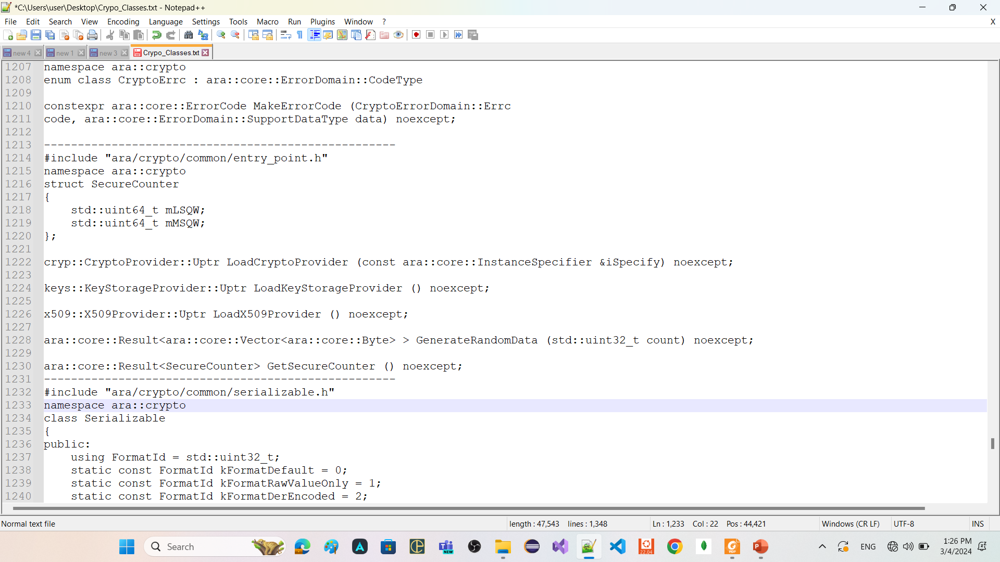 *C:\Users\user\Desktop\Crypo_Classes.txt - Notepad++
File Edit Search View Encoding Language Settings Tools Macro Run Plugins Window ? X
new 4 new 1 new 3 Crypo_Classes.txt
1207 namespace ara::crypto
1208 enum class CryptoErrc : ara::core::ErrorDomain::CodeType
1209
1210 constexpr ara::core::ErrorCode MakeErrorCode (CryptoErrorDomain::Errc
1211 code, ara::core::ErrorDomain::SupportDataType data) noexcept;
1212
1213 ----------------------------------------------------
1214 #include "ara/crypto/common/entry_point.h"
1215 namespace ara::crypto
1216 struct SecureCounter
1217 {
1218 std::uint64_t mLSQW;
1219 std::uint64_t mMSQW;
1220 };
1221
1222 cryp::CryptoProvider::Uptr LoadCryptoProvider (const ara::core::InstanceSpecifier &iSpecify) noexcept;
1223
1224 keys::KeyStorageProvider::Uptr LoadKeyStorageProvider () noexcept;
1225
1226 x509::X509Provider::Uptr LoadX509Provider () noexcept;
1227
1228 ara::core::Result<ara::core::Vector<ara::core::Byte> > GenerateRandomData (std::uint32_t count) noexcept;
1229
1230 ara::core::Result<SecureCounter> GetSecureCounter () noexcept;
1231 ----------------------------------------------------
1232 #include "ara/crypto/common/serializable.h"
1233 namespace ara::crypto
1234 class Serializable
1235 {
1236 public:
1237 using FormatId = std::uint32_t;
1238 static const FormatId kFormatDefault = 0;
1239 static const FormatId kFormatRawValueOnly = 1;
1240 static const FormatId kFormatDerEncoded = 2;
Normal text file length : 47,543 lines : 1,348 Ln : 1,233 Col : 22 Pos : 44,421 Windows (CR LF) UTF-8 INS
Search NEW 22.04 ENG 1:26 PM
3/4/2024